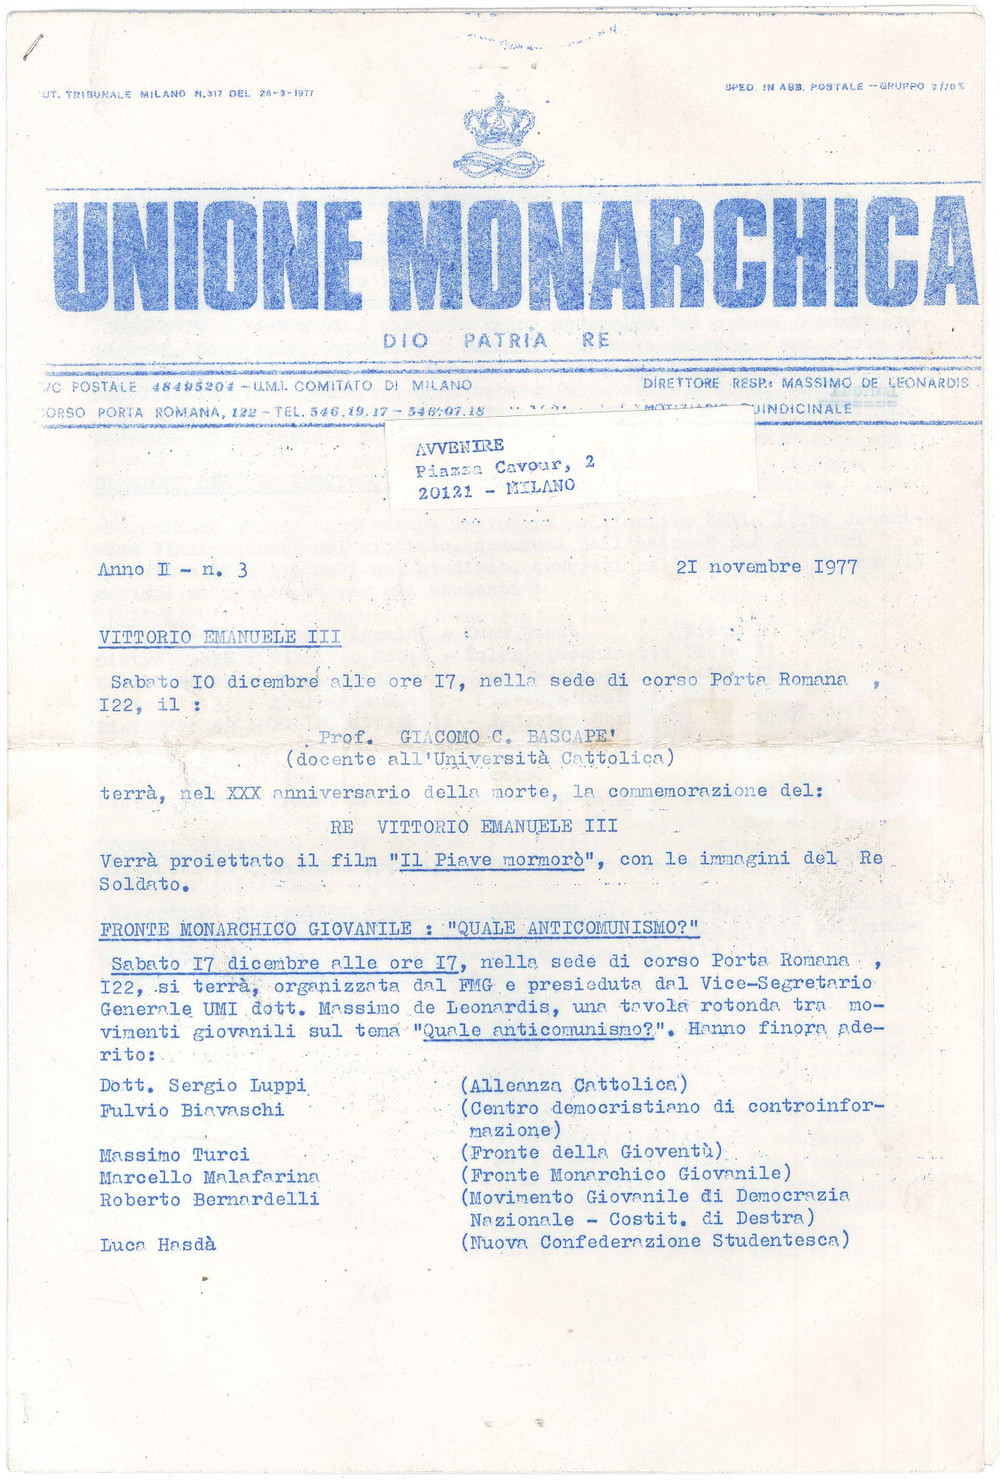 UT. TRIBUNALE MILANO N.317 DEL 28-3-1977
SPED. IN ABB. POSTALE - GRUPPO 2/70%
UNIONE MONARCHICA
DIO PATRIA RE
/C POSTALE 48495204 - U.M.I. COMITATO DI MILANO
DIRETTORE RESP.: MASSIMO DE LEONARDIS
CORSO PORTA ROMANA, 122 - TEL. 546.19.17 - 546.07.18
NOTIZIARIO QUINDICINALE
AVVENIRE
Piazza Cavour, 2
20121 - MILANO
Anno II - n. 3
2I novembre I977
VITTORIO EMANUELE III
Sabato I0 dicembre alle ore I7, nella sede di corso Porta Romana ,
I22, il :
Prof. GIACOMO C. BASCAPE'
(docente all'Università Cattolica)
terrà, nel XXX anniversario della morte, la commemorazione del:
RE VITTORIO EMANUELE III
Verrà proiettato il film "Il Piave mormorò", con le immagini del Re
Soldato.
FRONTE MONARCHICO GIOVANILE : "QUALE ANTICOMUNISMO?"
Sabato I7 dicembre alle ore I7, nella sede di corso Porta Romana ,
I22, si terrà, organizzata dal FMG e presieduta dal Vice-Segretario
Generale UMI dott. Massimo de Leonardis, una tavola rotonda tra mo-
vimenti giovanili sul tema "Quale anticomunismo?". Hanno finora ade-
rito:
Dott. Sergio Luppi (Alleanza Cattolica)
Fulvio Biavaschi (Centro democristiano di controinfor-
mazione)
Massimo Turci (Fronte della Gioventù)
Marcello Malafarina (Fronte Monarchico Giovanile)
Roberto Bernardelli (Movimento Giovanile di Democrazia
Nazionale - Costit. di Destra)
Luca Hasdà (Nuova Confederazione Studentesca)